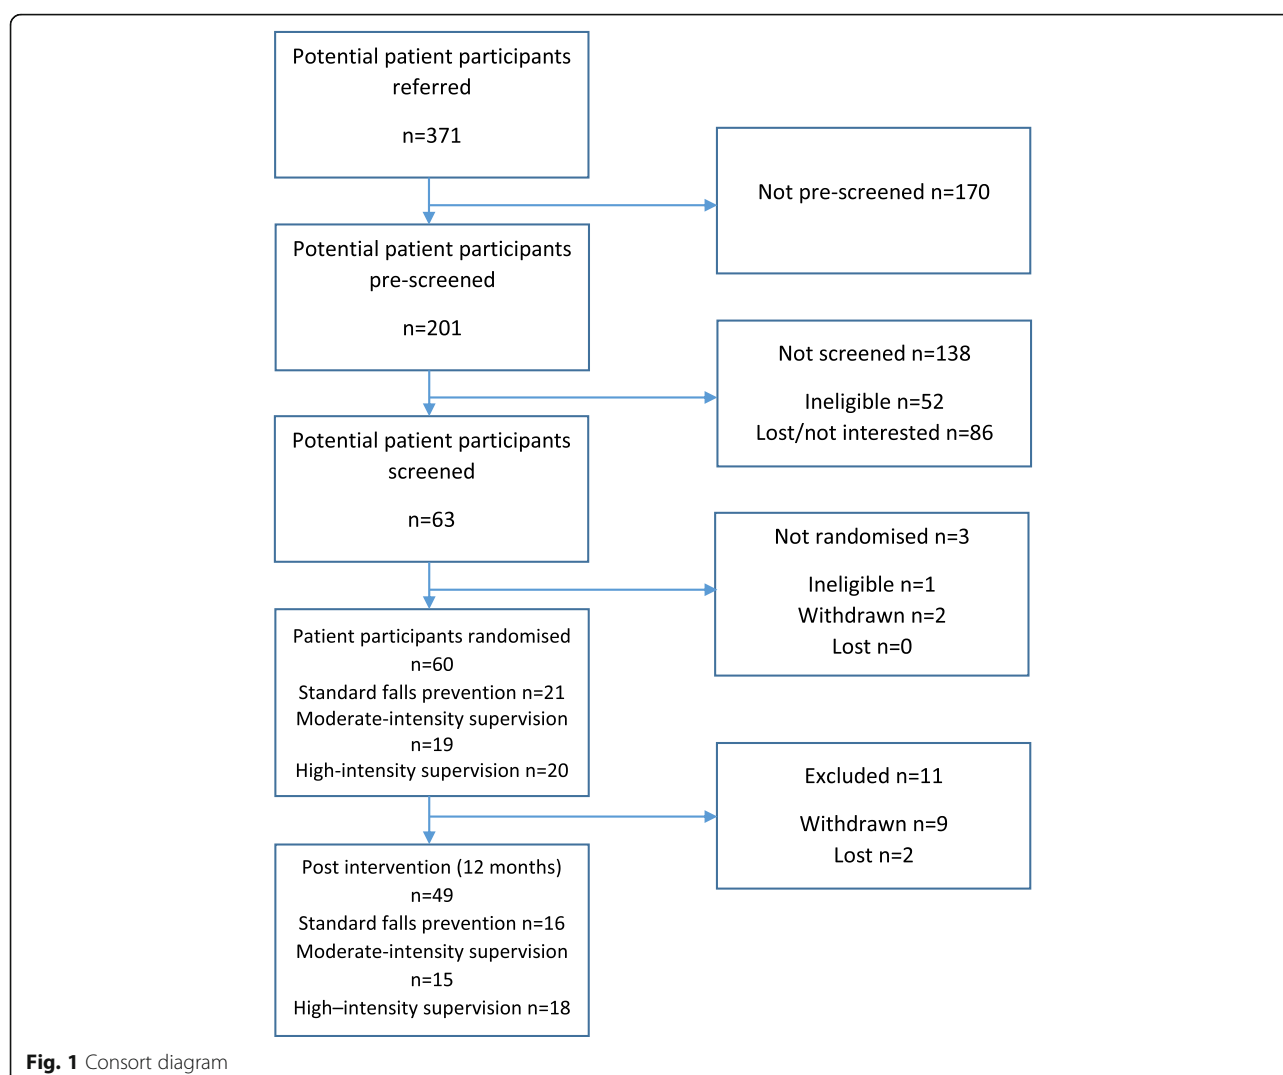 Potential patient participants
referred
n=371
Not pre-screened n=170
Potential patient participants
pre-screened
n=201
Not screened n=138
Ineligible n=52
Lost/not interested n=86
Potential patient participants
screened
n=63
Not randomised n=3
Ineligible n=1
Withdrawn n=2
Lost n=0
Patient participants randomised
n=60
Standard falls prevention n=21
Moderate-intensity supervision
n=19
High-intensity supervision n=20
Excluded n=11
Withdrawn n=9
Lost n=2
Post intervention (12 months)
n=49
Standard falls prevention n=16
Moderate-intensity supervision
n=15
High–intensity supervision n=18
Fig. 1 Consort diagram